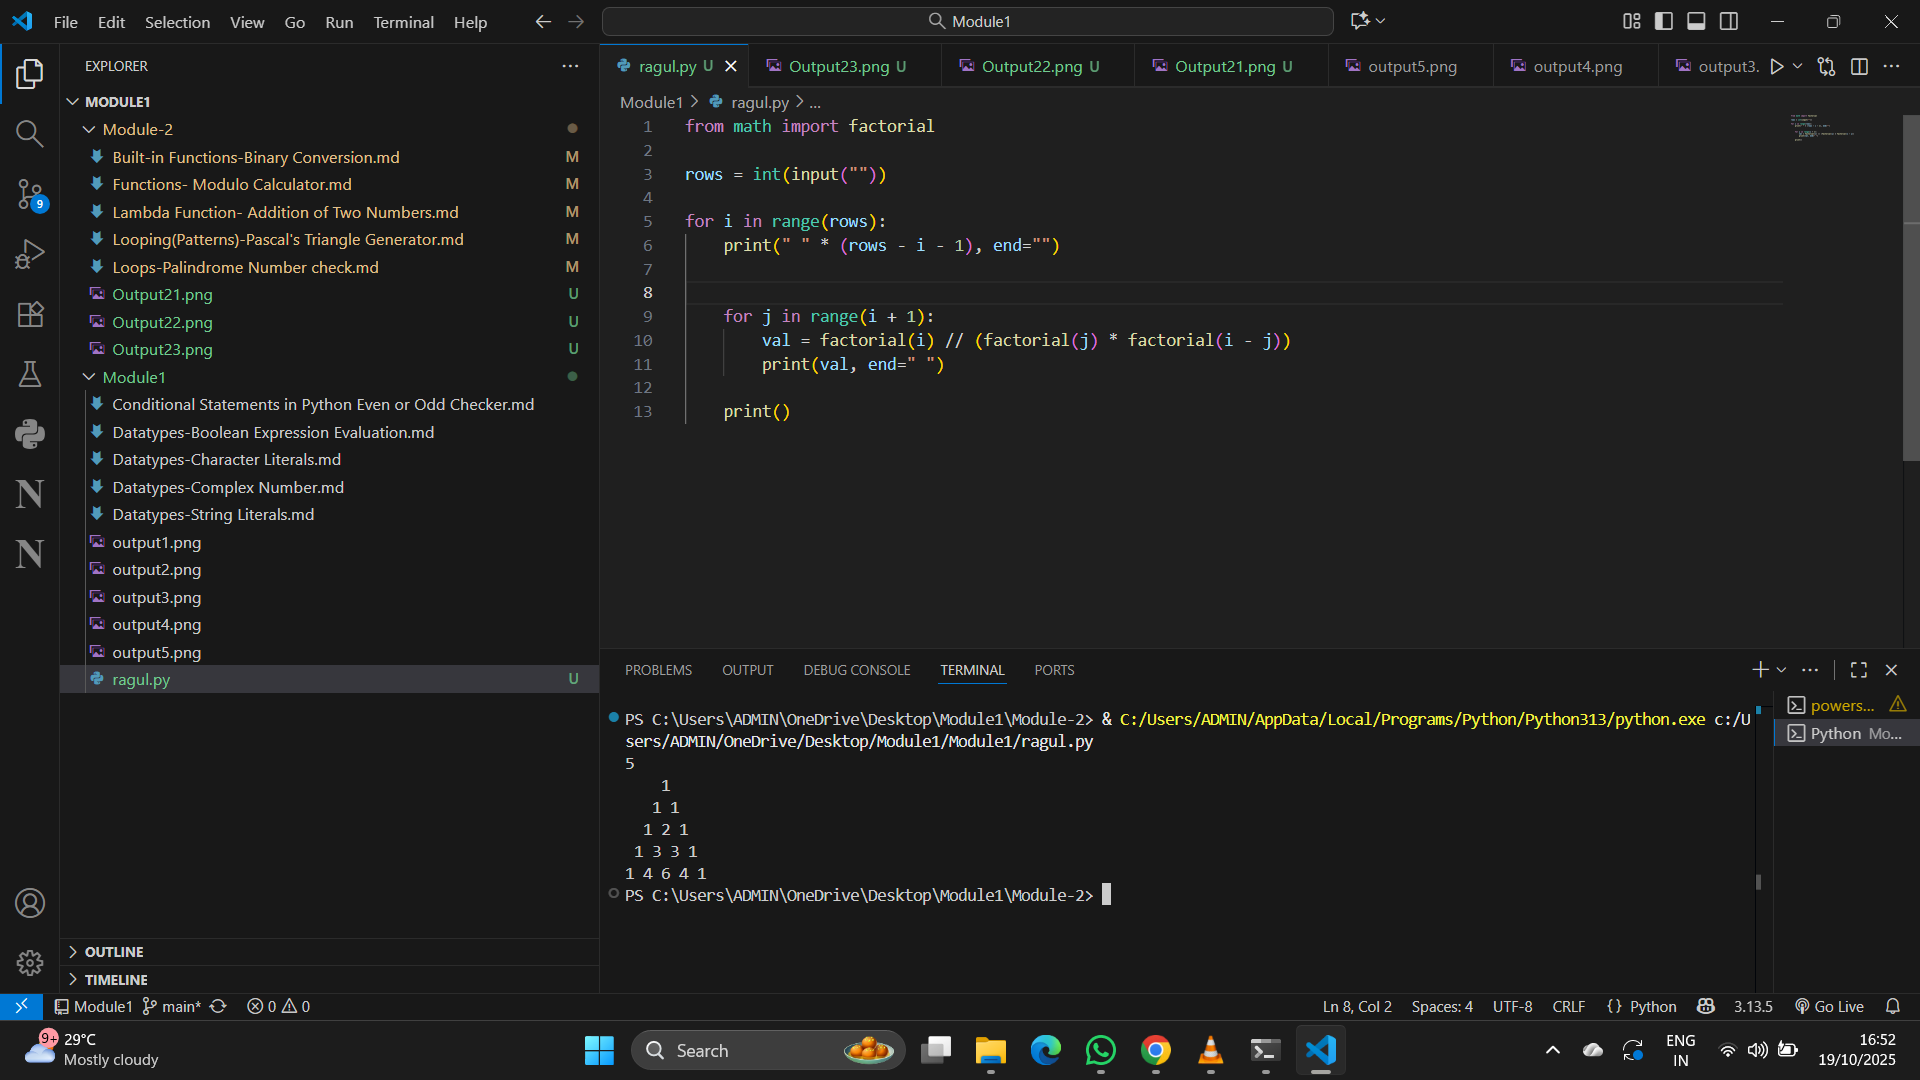 File Edit Selection View Go Run Terminal Help
Module1
EXPLORER
MODULE1
Module-2
Built-in Functions-Binary Conversion.md M
Functions- Modulo Calculator.md M
Lambda Function- Addition of Two Numbers.md M
Looping(Patterns)-Pascal's Triangle Generator.md M
Loops-Palindrome Number check.md M
Output21.png U
Output22.png U
Output23.png U
Module1
Conditional Statements in Python Even or Odd Checker.md
Datatypes-Boolean Expression Evaluation.md
Datatypes-Character Literals.md
Datatypes-Complex Number.md
Datatypes-String Literals.md
output1.png
output2.png
output3.png
output4.png
output5.png
ragul.py U
OUTLINE
TIMELINE
9
ragul.py U Output23.png U Output22.png U Output21.png U output5.png output4.png output3.
Module1 > ragul.py > ...
1 from math import factorial
2
3 rows = int(input(""))
4
5 for i in range(rows):
6 print(" " * (rows - i - 1), end="")
7
8
9 for j in range(i + 1):
10 val = factorial(i) // (factorial(j) * factorial(i - j))
11 print(val, end=" ")
12
13 print()
PROBLEMS OUTPUT DEBUG CONSOLE TERMINAL PORTS
PS C:\Users\ADMIN\OneDrive\Desktop\Module1\Module-2> & C:/Users/ADMIN/AppData/Local/Programs/Python/Python313/python.exe c:/U
sers/ADMIN/OneDrive/Desktop/Module1/Module1/ragul.py
5
1
1 1
1 2 1
1 3 3 1
1 4 6 4 1
PS C:\Users\ADMIN\OneDrive\Desktop\Module1\Module-2>
powers...
Python Mo...
Module1 main* 0 0 Ln 8, Col 2 Spaces: 4 UTF-8 CRLF {} Python 3.13.5 Go Live
9+ 29°C
Mostly cloudy
Search
ENG
IN
16:52
19/10/2025